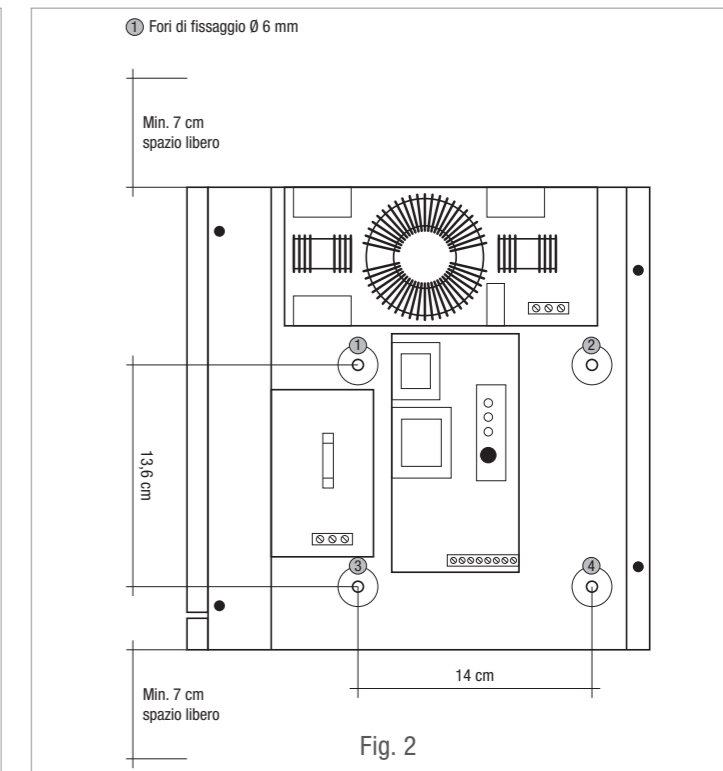 1 Fori di fissaggio Ø 6 mm
Min. 7 cm
spazio libero
1
2
13,6 cm
3
4
14 cm
Min. 7 cm
spazio libero
Fig. 2